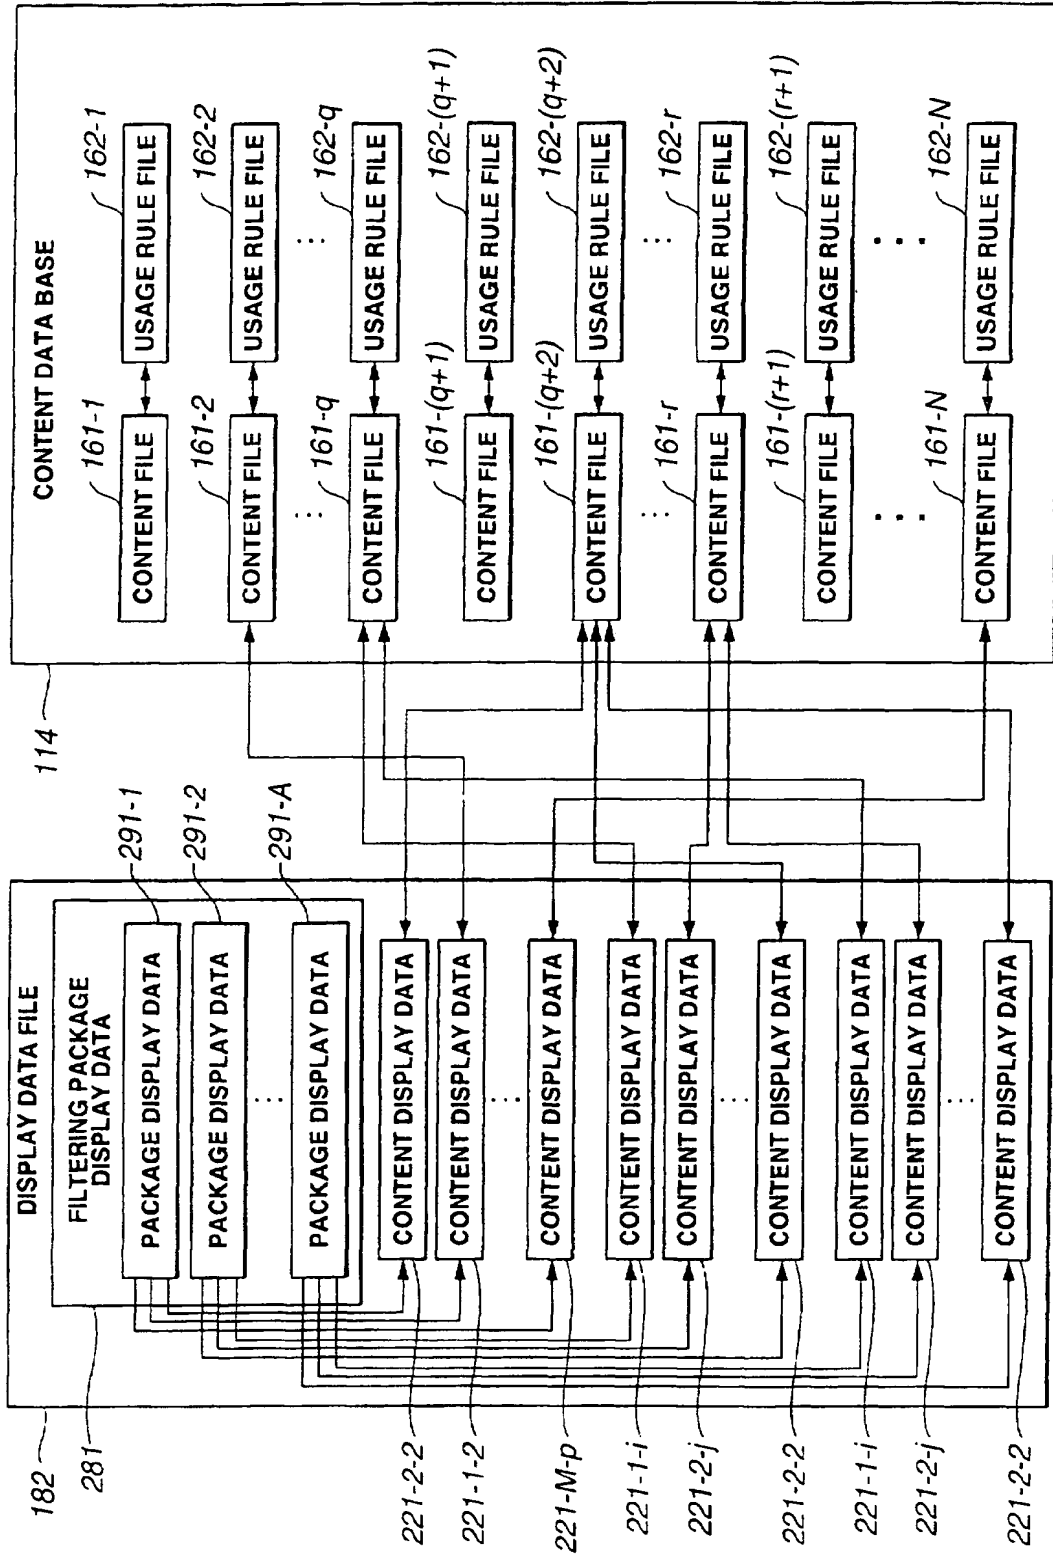 DISPLAY DATA FILE
FILTERING PACKAGE
DISPLAY DATA
PACKAGE DISPLAY DATA
PACKAGE DISPLAY DATA
PACKAGE DISPLAY DATA
291-1
291-2
291-A
182
281
CONTENT DISPLAY DATA
CONTENT DISPLAY DATA
CONTENT DISPLAY DATA
CONTENT DISPLAY DATA
CONTENT DISPLAY DATA
CONTENT DISPLAY DATA
CONTENT DISPLAY DATA
CONTENT DISPLAY DATA
CONTENT DISPLAY DATA
221-2-2
221-1-2
221-M-p
221-1-i
221-2-j
221-2-2
221-1-i
221-2-j
221-2-2
114
CONTENT DATA BASE
161-1
CONTENT FILE
162-1
USAGE RULE FILE
161-2
CONTENT FILE
162-2
USAGE RULE FILE
161-q
CONTENT FILE
162-q
USAGE RULE FILE
161-(q+1)
CONTENT FILE
162-(q+1)
USAGE RULE FILE
161-(q+2)
CONTENT FILE
162-(q+2)
USAGE RULE FILE
161-r
CONTENT FILE
162-r
USAGE RULE FILE
161-(r+1)
CONTENT FILE
162-(r+1)
USAGE RULE FILE
161-N
CONTENT FILE
162-N
USAGE RULE FILE